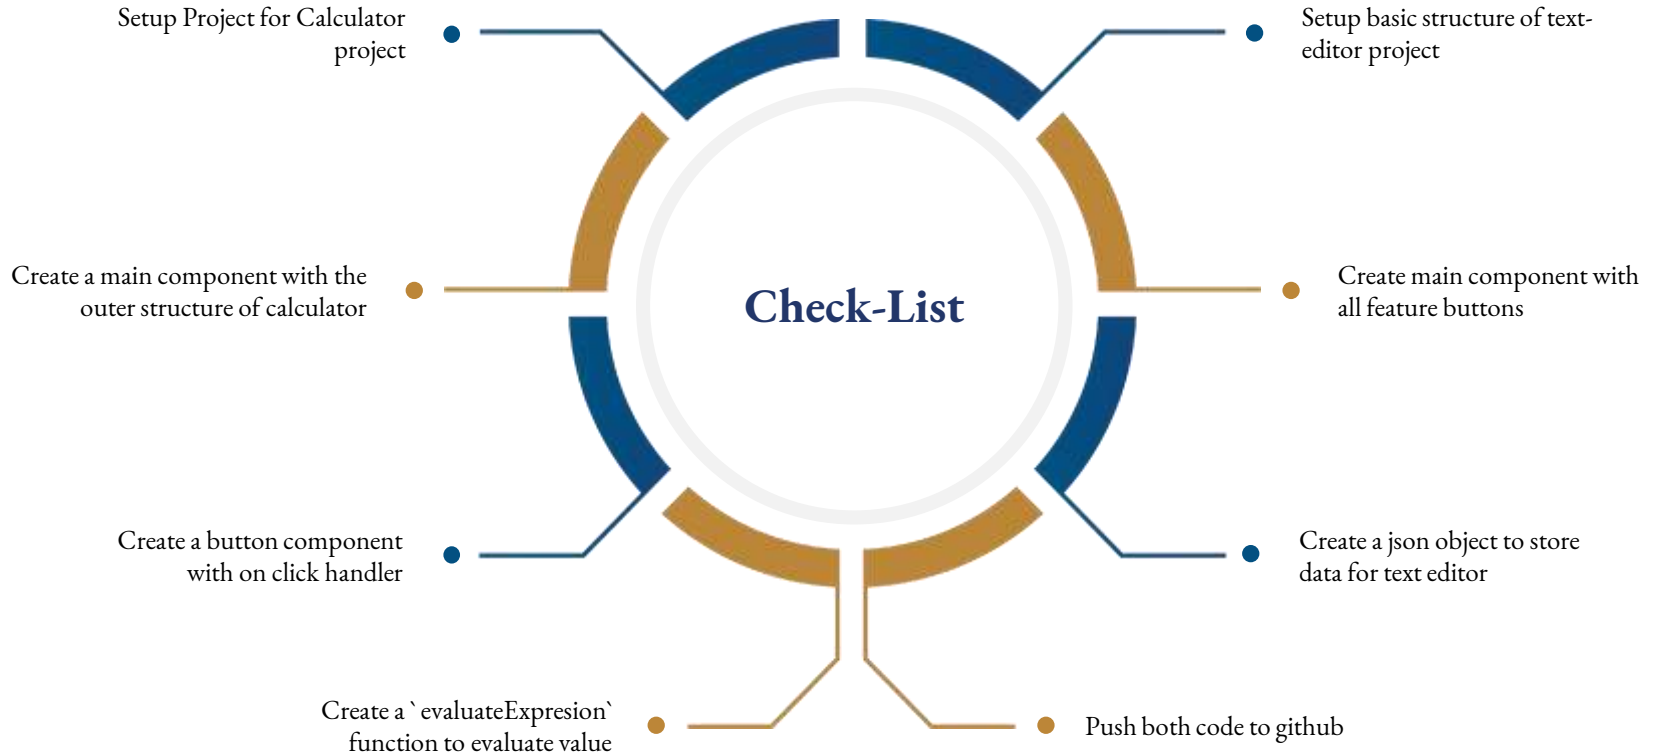 Setup Project for Calculator
project
Setup basic structure of text-
editor project
Create a main component with the
outer structure of calculator
Check-List
Create main component with
all feature buttons
Create a button component
with on click handler
Create a json object to store
data for text editor
Create a `evaluateExpresion`
function to evaluate value
Push both code to github